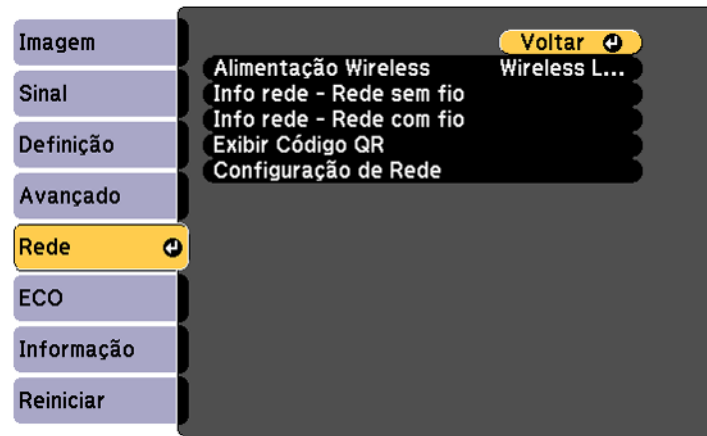 Imagem
Sinal
Definição
Avançado
Rede
ECO
Informação
Reiniciar
Voltar
Alimentação Wireless Wireless L...
Info rede - Rede sem fio
Info rede - Rede com fio
Exibir Código QR
Configuração de Rede